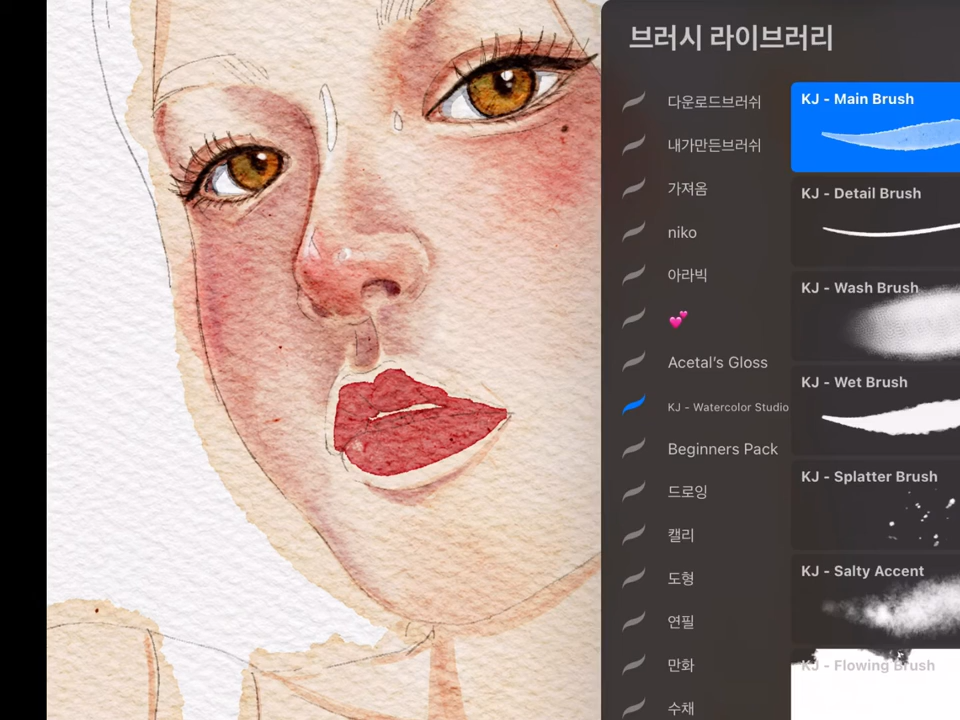 브러시 라이브러리
다운로드브러쉬
내가만든브러쉬
가져옴
niko
아라빅
💕
Acetal's Gloss
KJ - Watercolor Studio
Beginners Pack
드로잉
캘리
도형
연필
만화
수채
KJ - Main Brush
KJ - Detail Brush
KJ - Wash Brush
KJ - Wet Brush
KJ - Splatter Brush
KJ - Salty Accent
KJ - Flowing Brush